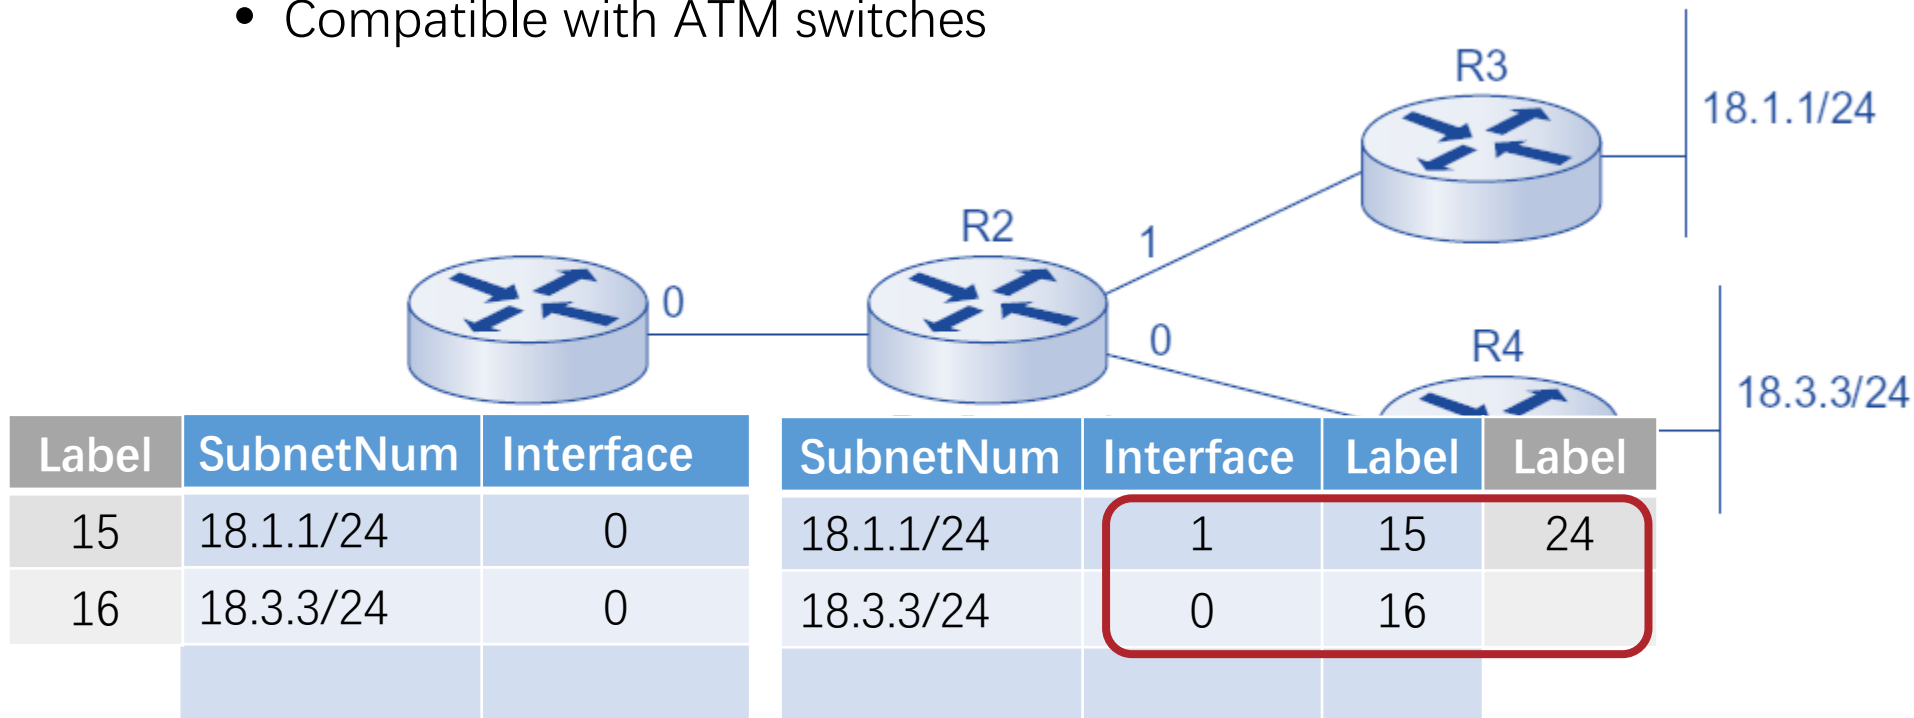 • Compatible with ATM switches
R3
18.1.1/24
R2
1
0
0
R4
18.3.3/24
Label SubnetNum Interface
15 18.1.1/24 0
16 18.3.3/24 0
SubnetNum Interface Label Label
18.1.1/24 1 15 24
18.3.3/24 0 16